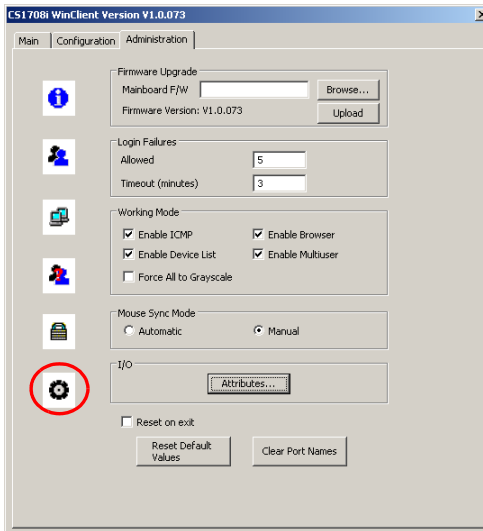 CS1708i WinClient Version V1.0.073
Main Configuration Administration
Firmware Upgrade
Mainboard F/W Browse...
Firmware Version: V1.0.073 Upload
Login Failures
Allowed 5
Timeout (minutes) 3
Working Mode
Enable ICMP Enable Browser
Enable Device List Enable Multiuser
Force All to Grayscale
Mouse Sync Mode
Automatic Manual
I/O
Attributes...
Reset on exit
Reset Default
Values
Clear Port Names